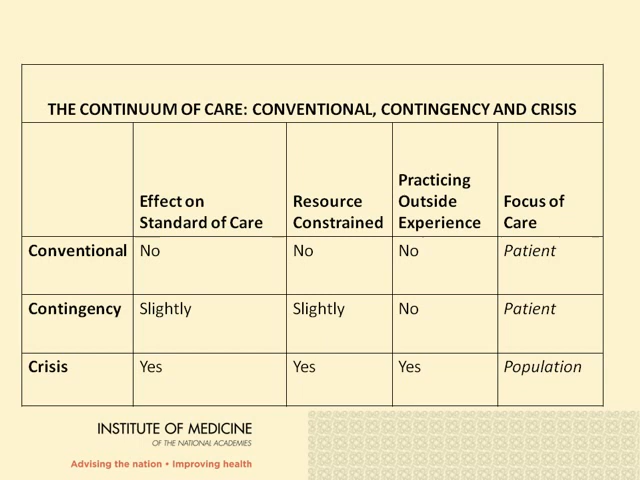 THE CONTINUUM OF CARE: CONVENTIONAL, CONTINGENCY AND CRISIS
Effect on Standard of Care
Resource Constrained
Practicing Outside Experience
Focus of Care
Conventional No No No Patient
Contingency Slightly Slightly No Patient
Crisis Yes Yes Yes Population
INSTITUTE OF MEDICINE
OF THE NATIONAL ACADEMIES
Advising the nation • Improving health